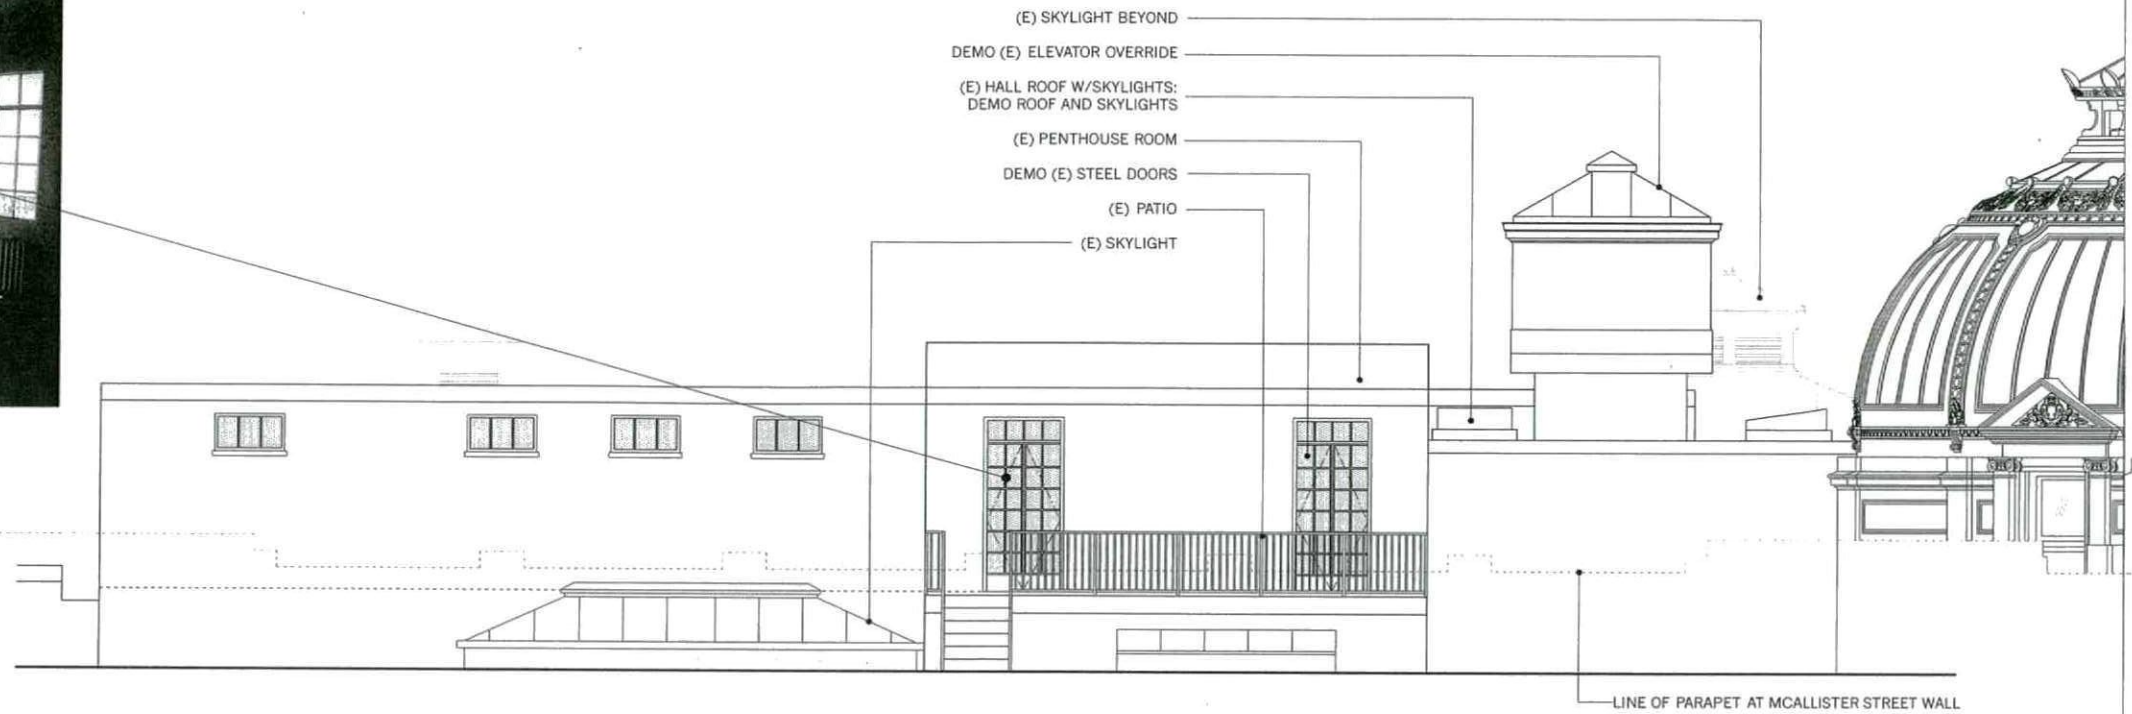 (E) SKYLIGHT BEYOND
DEMO (E) ELEVATOR OVERRIDE
(E) HALL ROOF W/SKYLIGHTS:
DEMO ROOF AND SKYLIGHTS
(E) PENTHOUSE ROOM
DEMO (E) STEEL DOORS
(E) PATIO
(E) SKYLIGHT
LINE OF PARAPET AT MCALLISTER STREET WALL